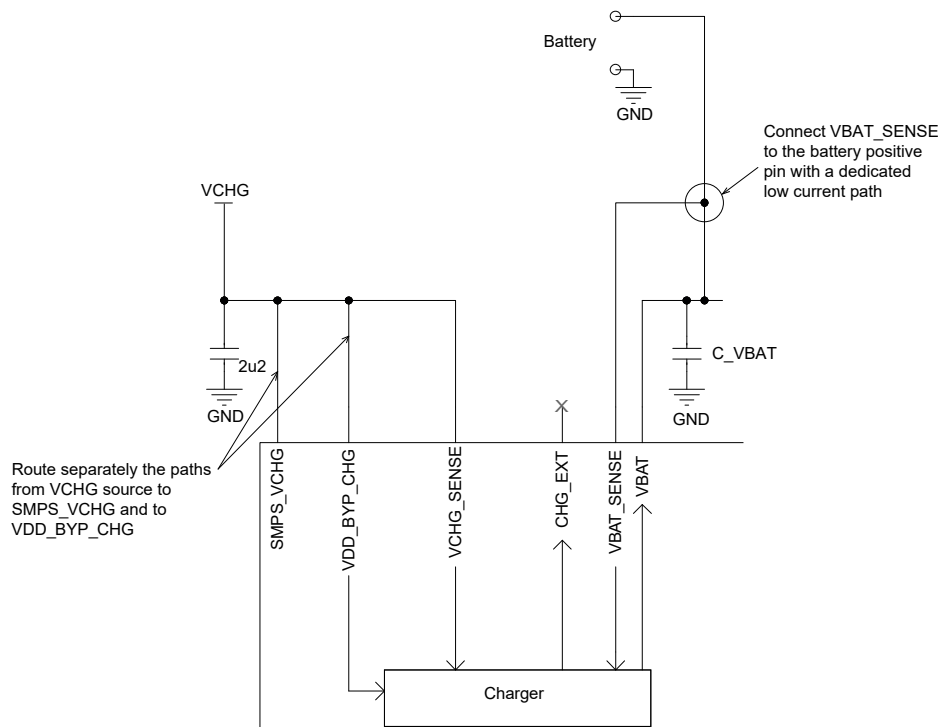 Battery
GND
Connect VBAT_SENSE
to the battery positive
pin with a dedicated
low current path
VCHG
2u2
GND
C_VBAT
GND
X
Route separately the paths
from VCHG source to
SMPS_VCHG and to
VDD_BYP_CHG
SMPS_VCHG
VDD_BYP_CHG
VCHG_SENSE
CHG_EXT
VBAT_SENSE
VBAT
Charger